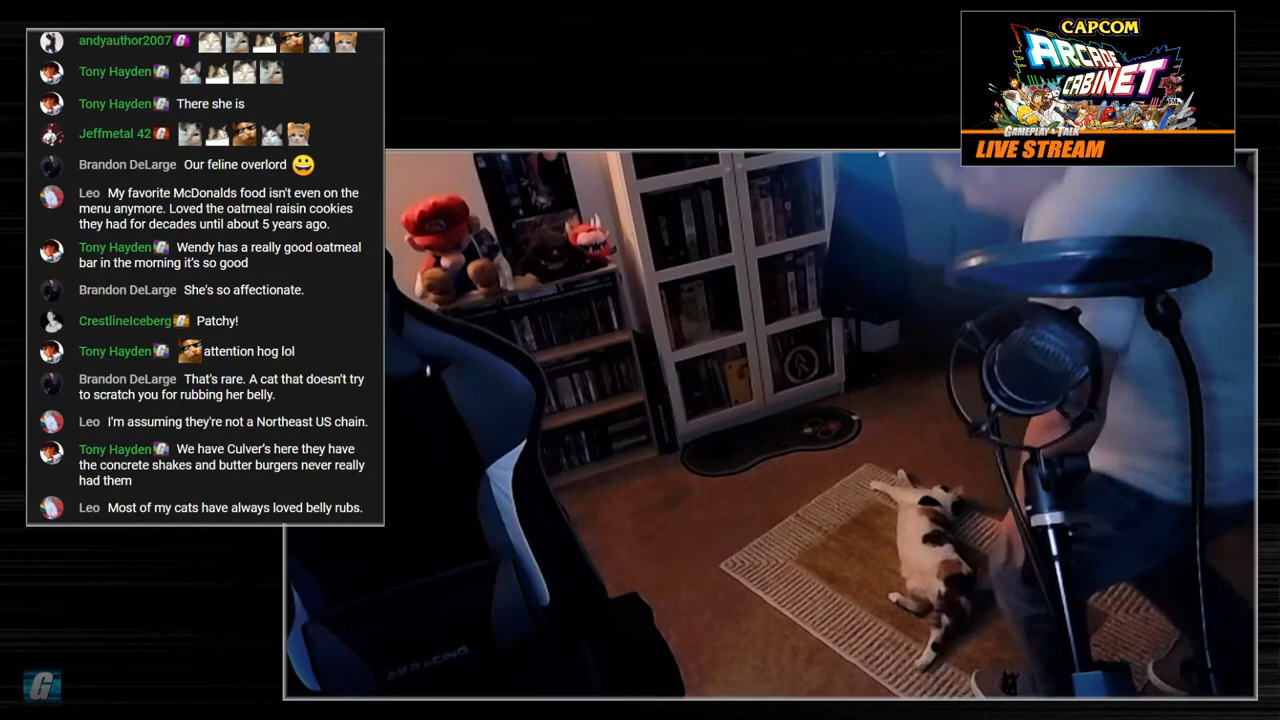 andyauthor2007
Tony Hayden
Tony Hayden There she is
Jeffmetal 42
Brandon DeLarge Our feline overlord
Leo My favorite McDonalds food isn't even on the
menu anymore. Loved the oatmeal raisin cookies
they had for decades until about 5 years ago.
Tony Hayden Wendy has a really good oatmeal
bar in the morning it's so good
Brandon DeLarge She's so affectionate.
CrestlineIceberg Patchy!
Tony Hayden attention hog lol
Brandon DeLarge That's rare. A cat that doesn't try
to scratch you for rubbing her belly.
Leo I'm assuming they're not a Northeast US chain.
Tony Hayden We have Culver's here they have
the concrete shakes and butter burgers never really
had them
Leo Most of my cats have always loved belly rubs.
CAPCOM
ARCADE
CABINET
GAMEPLAY & TALK
LIVE STREAM
AKRACING
G